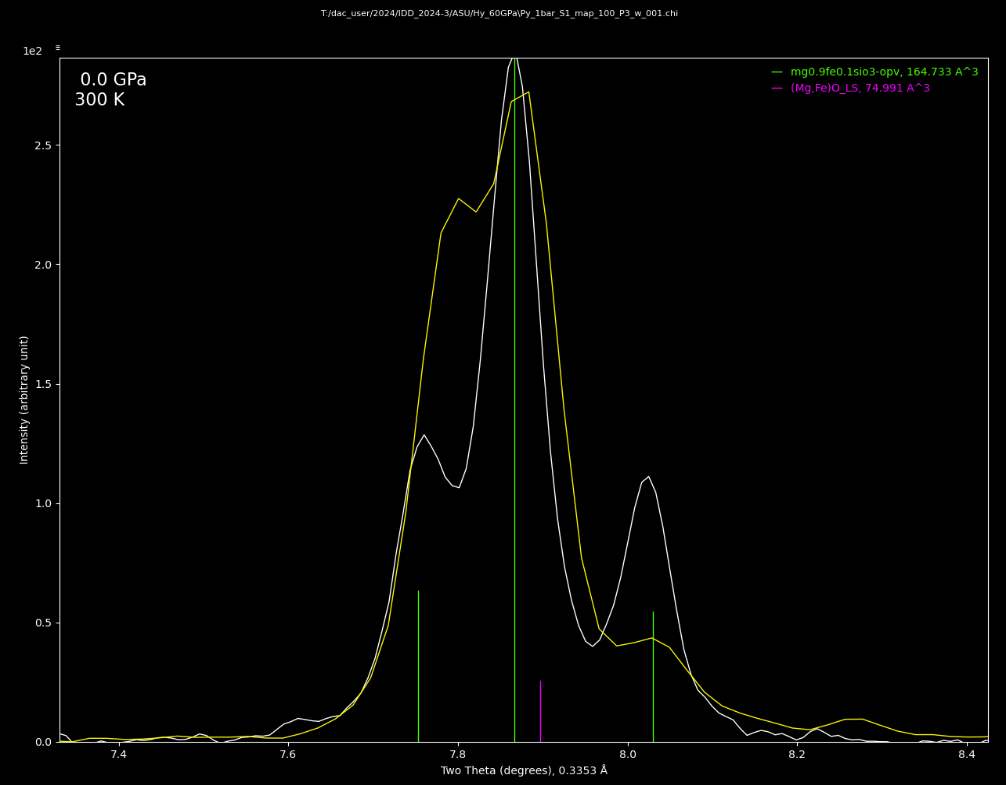 T:/dac_user/2024/IDD_2024-3/ASU/Hy_60GPa\Py_1bar_S1_map_100_P3_w_001.chi
1e2
0.0 GPa
300 K
mg0.9fe0.1sio3-opv, 164.733 A^3
(Mg,Fe)O_LS, 74.991 A^3
2.5
2.0
1.5
1.0
0.5
0.0
Intensity (arbitrary unit)
7.4 7.6 7.8 8.0 8.2 8.4
Two Theta (degrees), 0.3353 Å